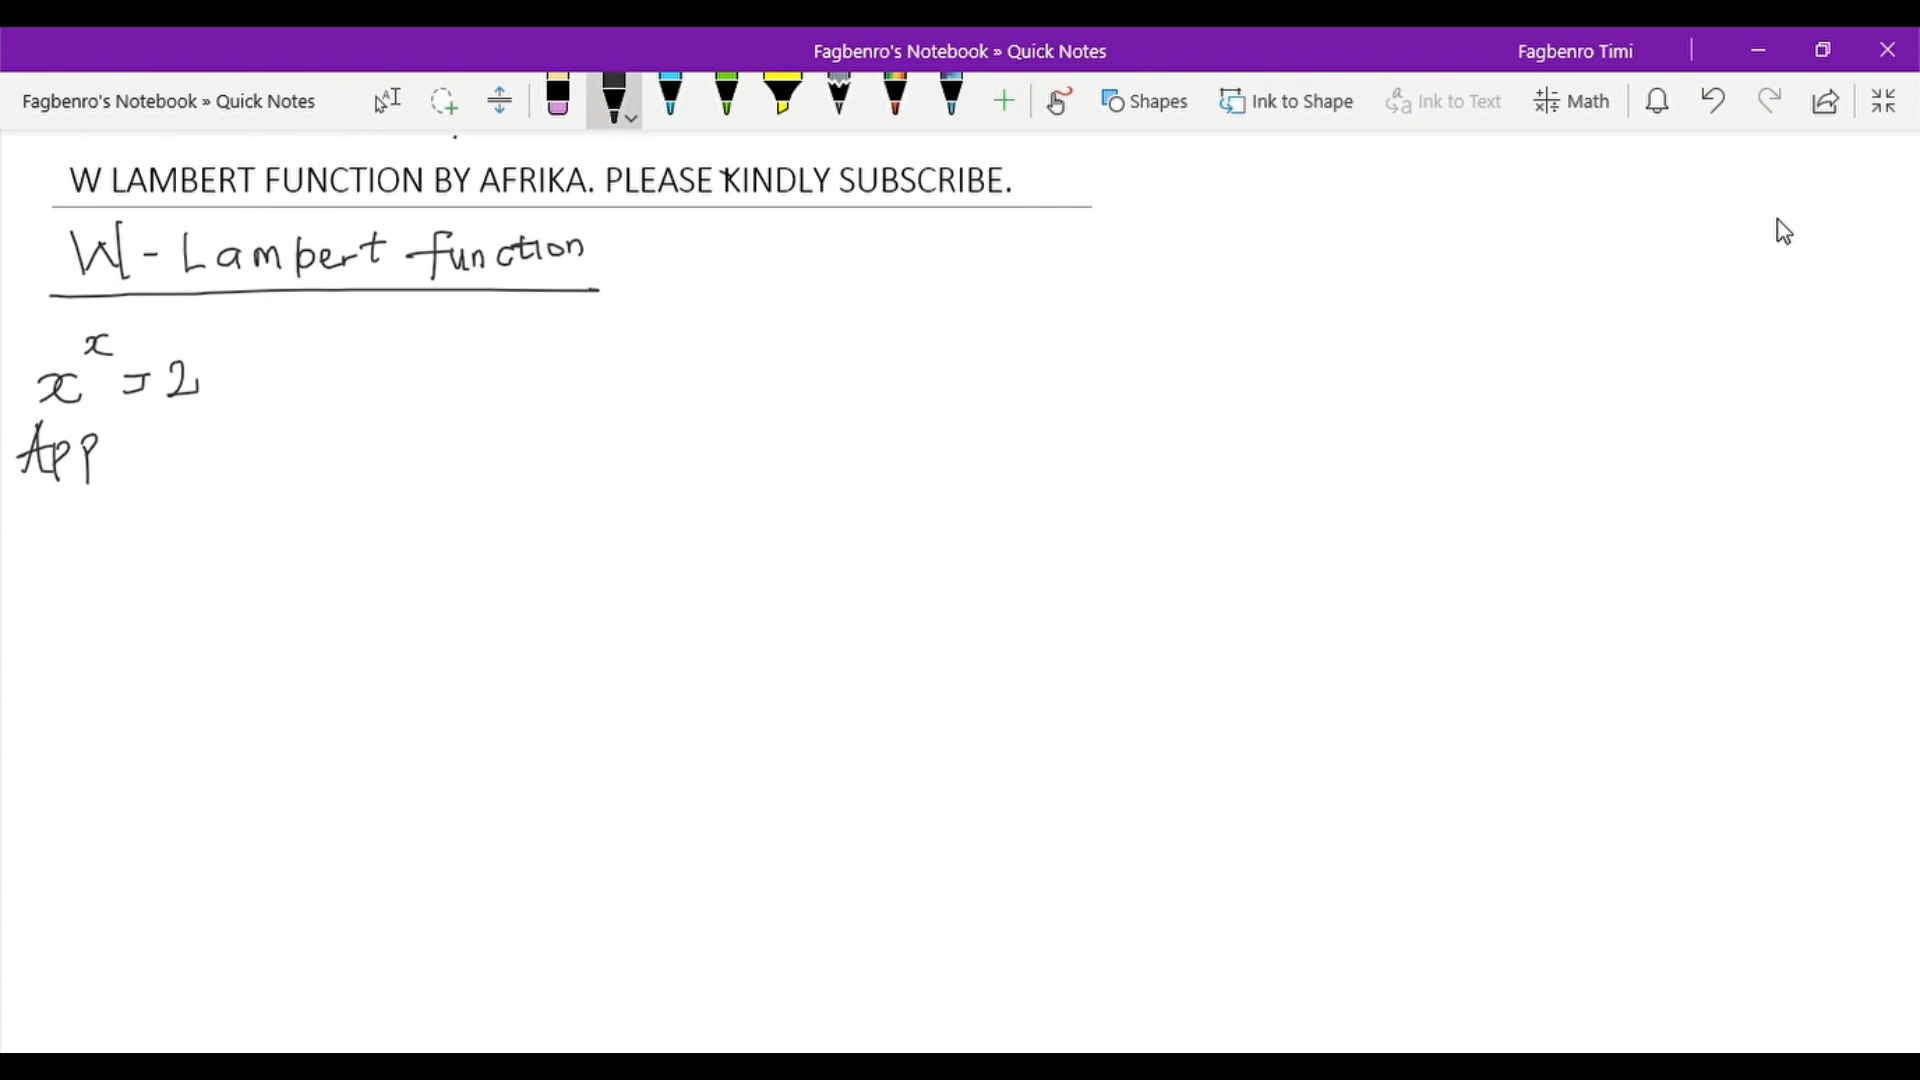 Fagbenro's Notebook » Quick Notes
Fagbenro Timi
Fagbenro's Notebook » Quick Notes
Shapes
Ink to Shape
Ink to Text
Math
W LAMBERT FUNCTION BY AFRIKA. PLEASE KINDLY SUBSCRIBE.
W - Lambert function
x^x = 2
App